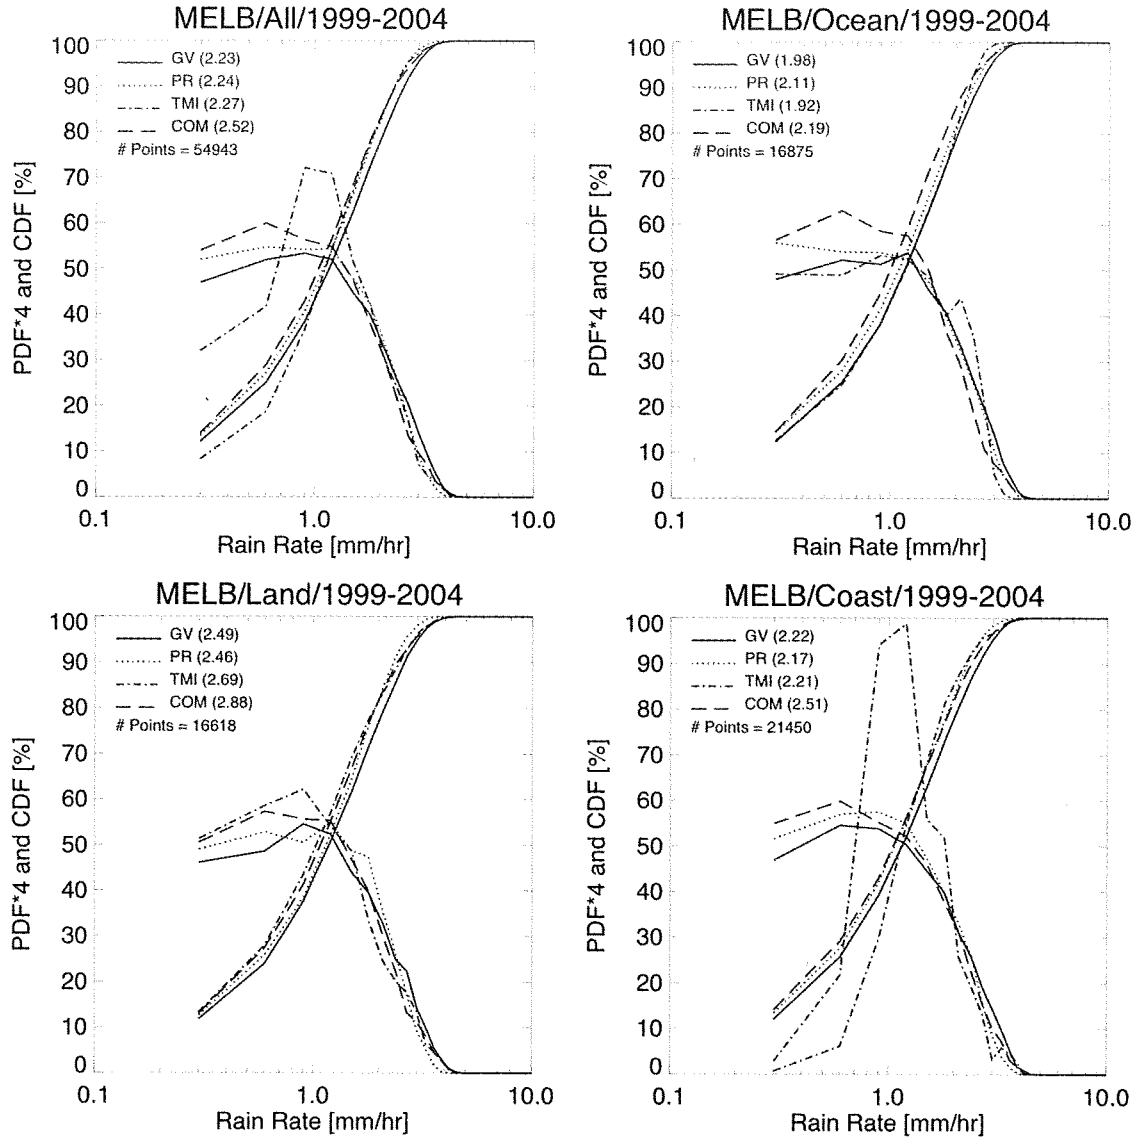 MELB/All/1999-2004
100
90
80
70
60
50
40
30
20
10
0
PDF*4 and CDF [%]
GV (2.23)
PR (2.24)
TMI (2.27)
COM (2.52)
# Points = 54943
0.1
1.0
10.0
Rain Rate [mm/hr]
MELB/Ocean/1999-2004
100
90
80
70
60
50
40
30
20
10
0
PDF*4 and CDF [%]
GV (1.98)
PR (2.11)
TMI (1.92)
COM (2.19)
# Points = 16875
0.1
1.0
10.0
Rain Rate [mm/hr]
MELB/Land/1999-2004
100
90
80
70
60
50
40
30
20
10
0
PDF*4 and CDF [%]
GV (2.49)
PR (2.46)
TMI (2.69)
COM (2.88)
# Points = 16618
0.1
1.0
10.0
Rain Rate [mm/hr]
MELB/Coast/1999-2004
100
90
80
70
60
50
40
30
20
10
0
PDF*4 and CDF [%]
GV (2.22)
PR (2.17)
TMI (2.21)
COM (2.51)
# Points = 21450
0.1
1.0
10.0
Rain Rate [mm/hr]